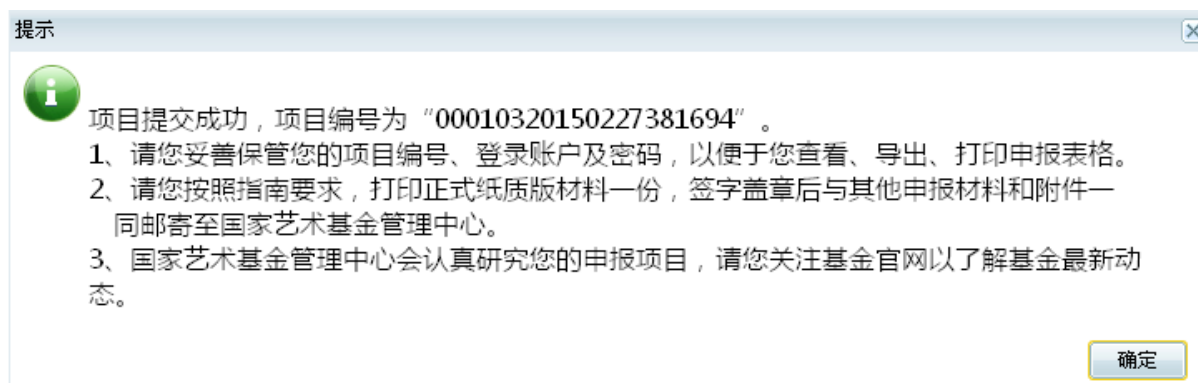 提示
项目提交成功，项目编号为“00010320150227381694”。
1、请您妥善保管您的项目编号、登录账户及密码，以便于您查看、导出、打印申报表格。
2、请您按照指南要求，打印正式纸质版材料一份，签字盖章后与其他申报材料和附件一
同邮寄至国家艺术基金管理中心。
3、国家艺术基金管理中心会认真研究您的申报项目，请您关注基金官网以了解基金最新动
态。
确定